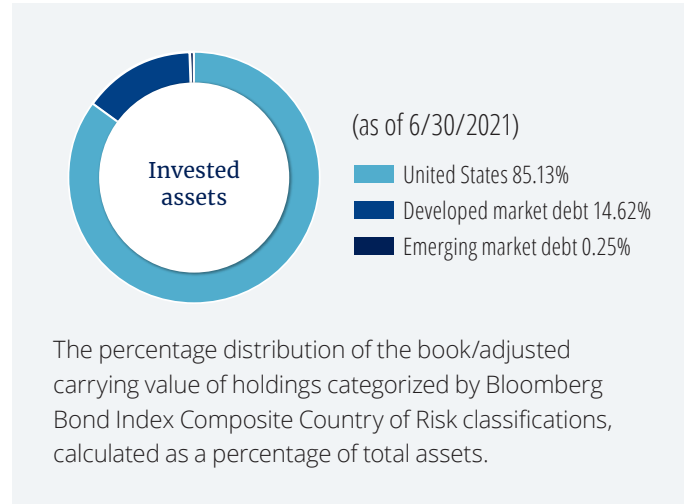 Invested
assets
(as of 6/30/2021)
United States 85.13%
Developed market debt 14.62%
Emerging market debt 0.25%
The percentage distribution of the book/adjusted
carrying value of holdings categorized by Bloomberg
Bond Index Composite Country of Risk classifications,
calculated as a percentage of total assets.